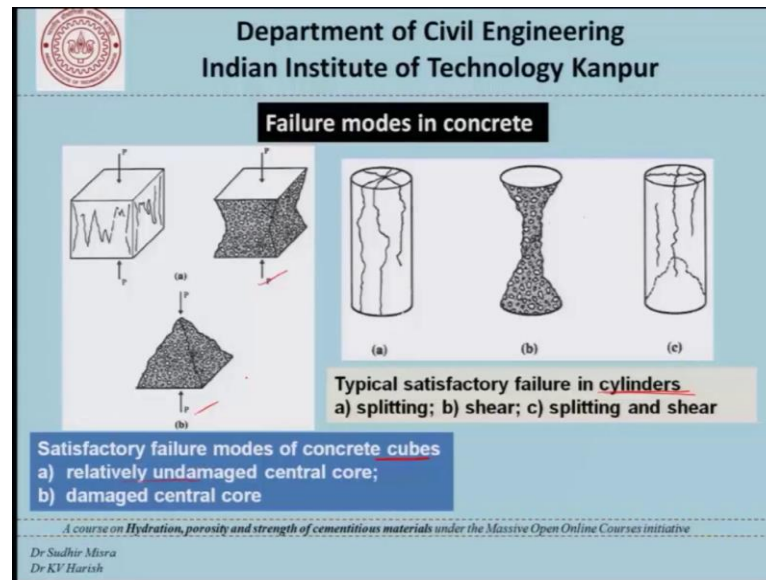 Department of Civil Engineering
Indian Institute of Technology Kanpur
Failure modes in concrete
P
P
P
P
(a)
P
P
(b)
(a)
(b)
(c)
Typical satisfactory failure in cylinders
a) splitting; b) shear; c) splitting and shear
Satisfactory failure modes of concrete cubes
a) relatively undamaged central core;
b) damaged central core
A course on Hydration, porosity and strength of cementitious materials under the Massive Open Online Courses initiative
Dr Sudhir Misra
Dr KV Harish